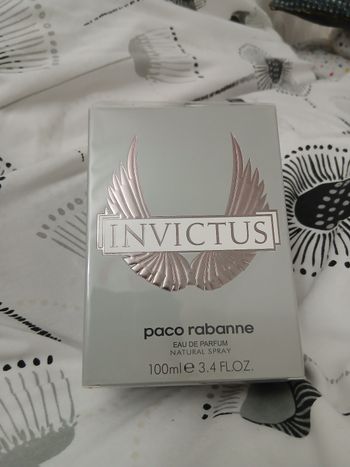 INVICTUS
paco rabanne
EAU DE PARFUM
NATURAL SPRAY
100ml e 3.4 FL.OZ.